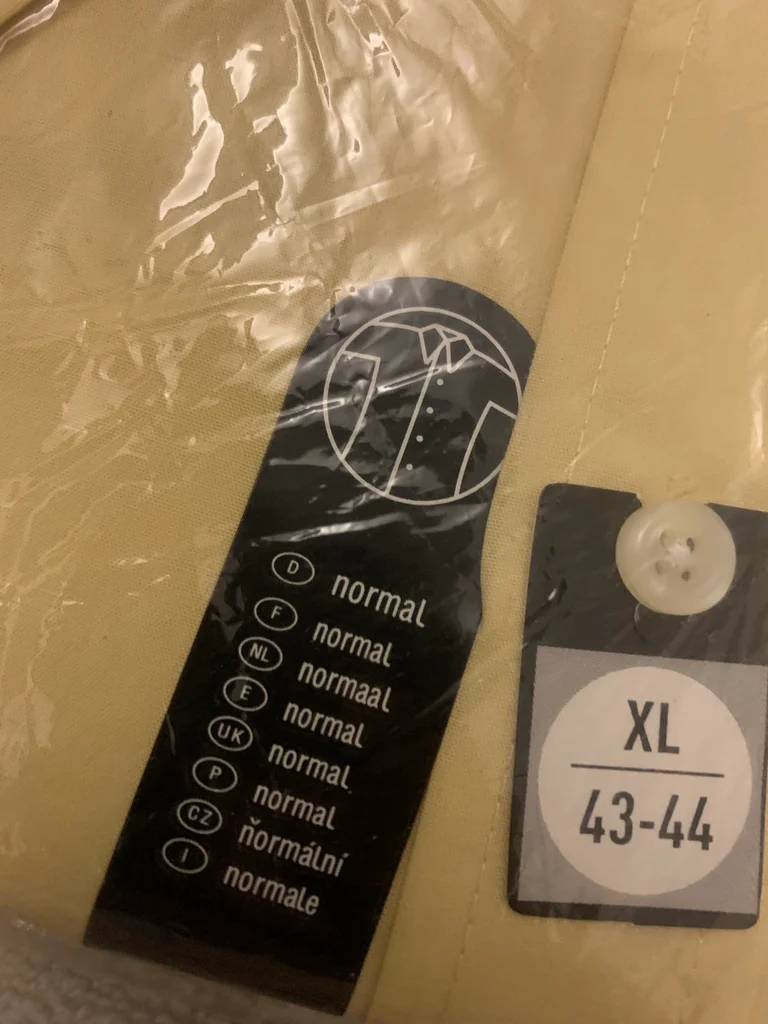 D normal
F normal
NL normaal
E normal
UK normal
P normal
CZ ňormální
I normale
XL
43-44